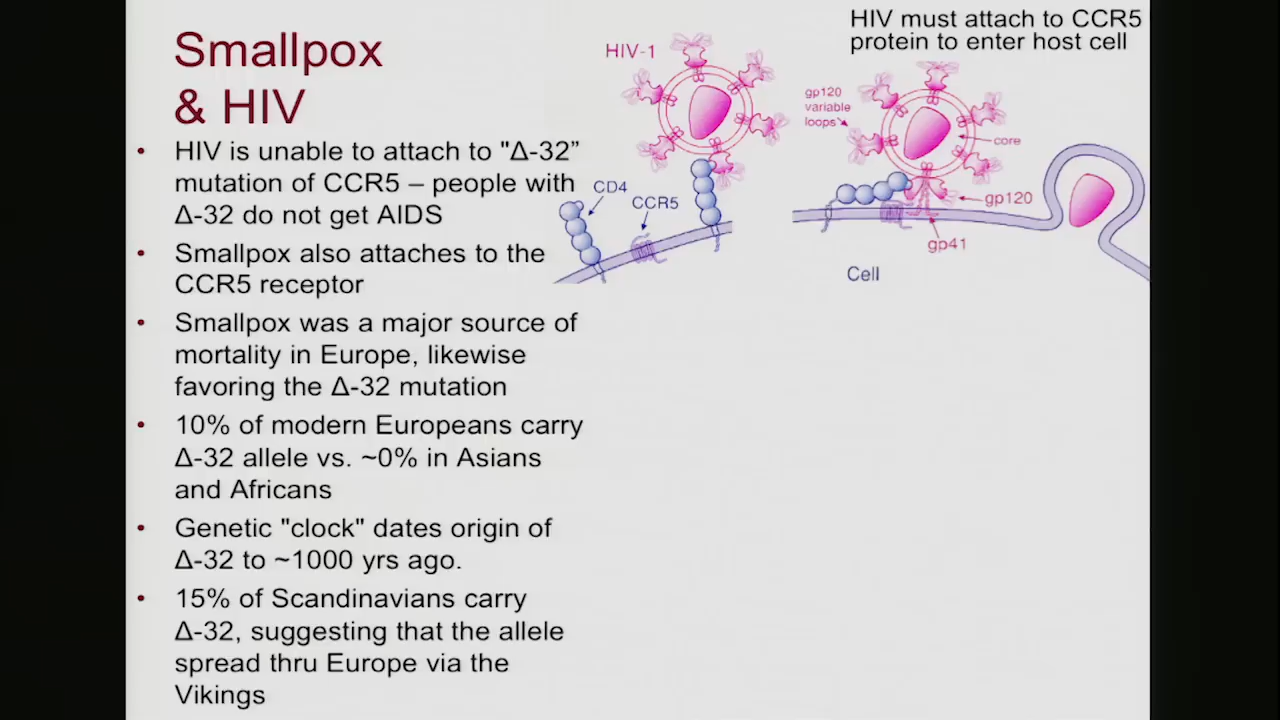 Smallpox
& HIV
• HIV is unable to attach to "Δ-32”
mutation of CCR5 – people with
Δ-32 do not get AIDS
• Smallpox also attaches to the
CCR5 receptor
• Smallpox was a major source of
mortality in Europe, likewise
favoring the Δ-32 mutation
• 10% of modern Europeans carry
Δ-32 allele vs. ~0% in Asians
and Africans
• Genetic "clock" dates origin of
Δ-32 to ~1000 yrs ago.
• 15% of Scandinavians carry
Δ-32, suggesting that the allele
spread thru Europe via the
Vikings
HIV must attach to CCR5
protein to enter host cell
HIV-1
CD4
CCR5
gp120
variable
loops
core
gp120
gp41
Cell